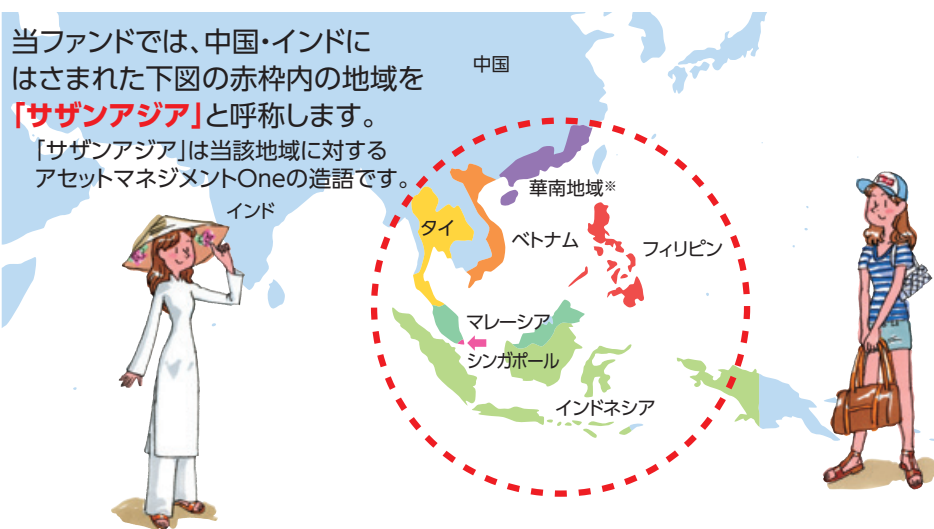 当ファンドでは、中国・インドに
はさまれた下図の赤枠内の地域を
「サザンアジア」と呼称します。
「サザンアジア」は当該地域に対する
アセットマネジメントOneの造語です。
中国
インド
華南地域※
タイ
ベトナム
フィリピン
マレーシア
シンガポール
インドネシア